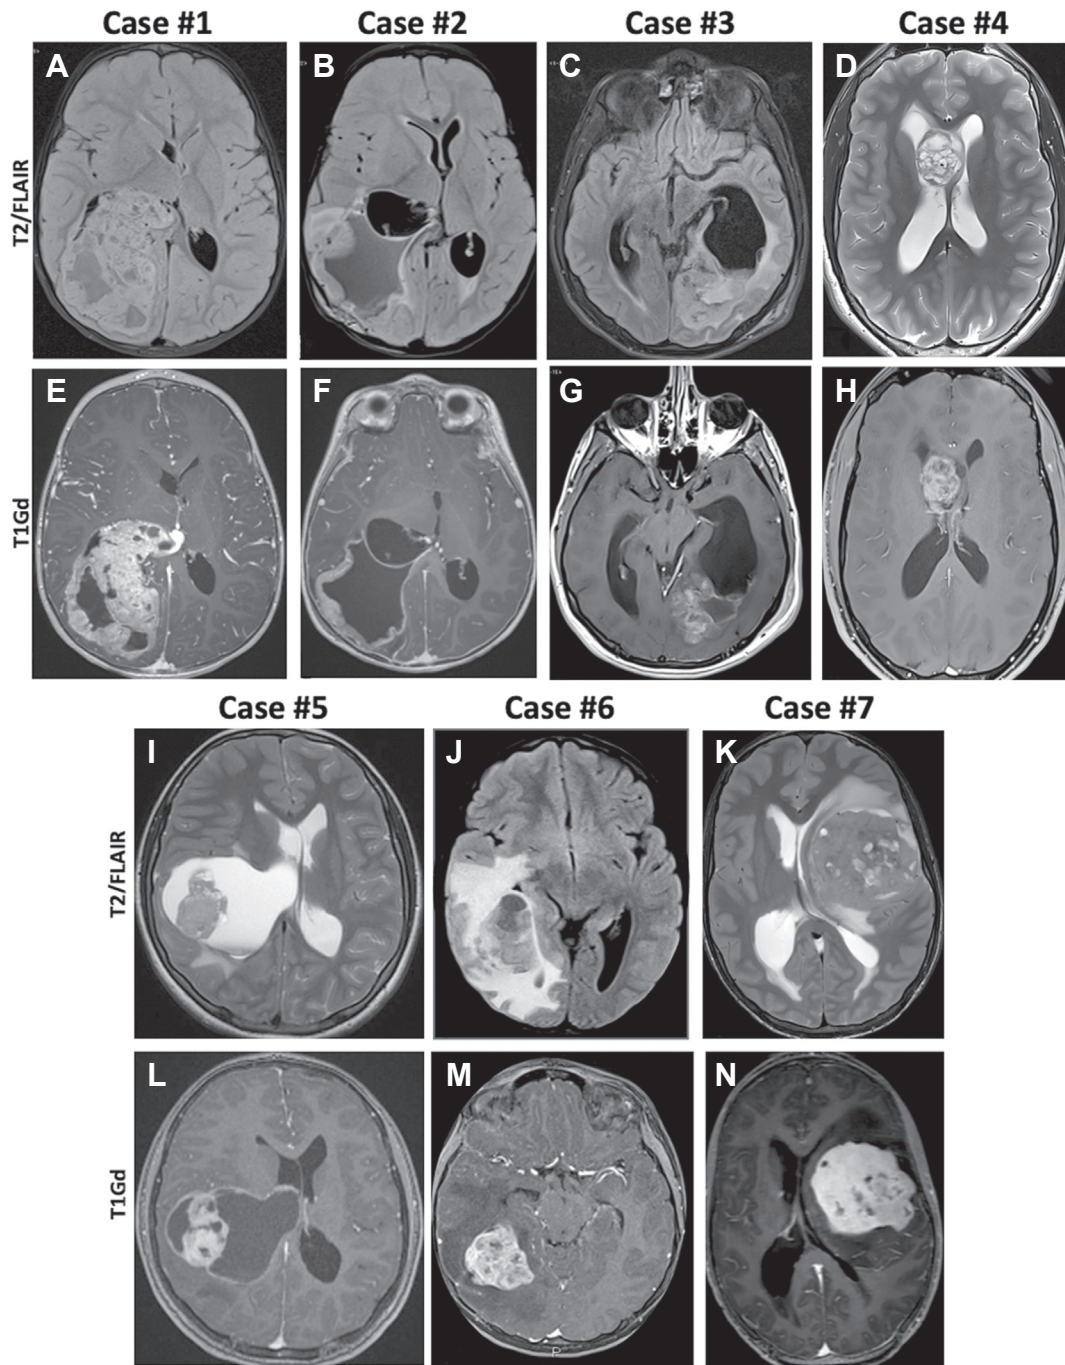 Case #1 Case #2 Case #3 Case #4
T2/FLAIR
A B C D
T1Gd
E F G H
Case #5 Case #6 Case #7
T2/FLAIR
I J K
T1Gd
L M N
P